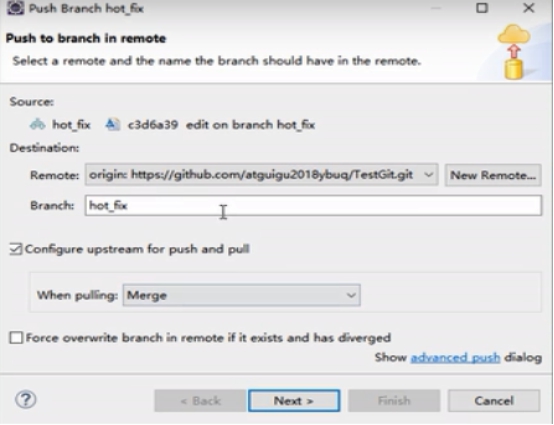 Push Branch hot_fix
Push to branch in remote
Select a remote and the name the branch should have in the remote.
Source:
hot_fix c3d6a39 edit on branch hot_fix
Destination:
Remote: origin: https://github.com/atguigu2018ybuq/TestGit.git New Remote...
Branch: hot_fix
Configure upstream for push and pull
When pulling: Merge
Force overwrite branch in remote if it exists and has diverged
Show advanced push dialog
? < Back Next > Finish Cancel